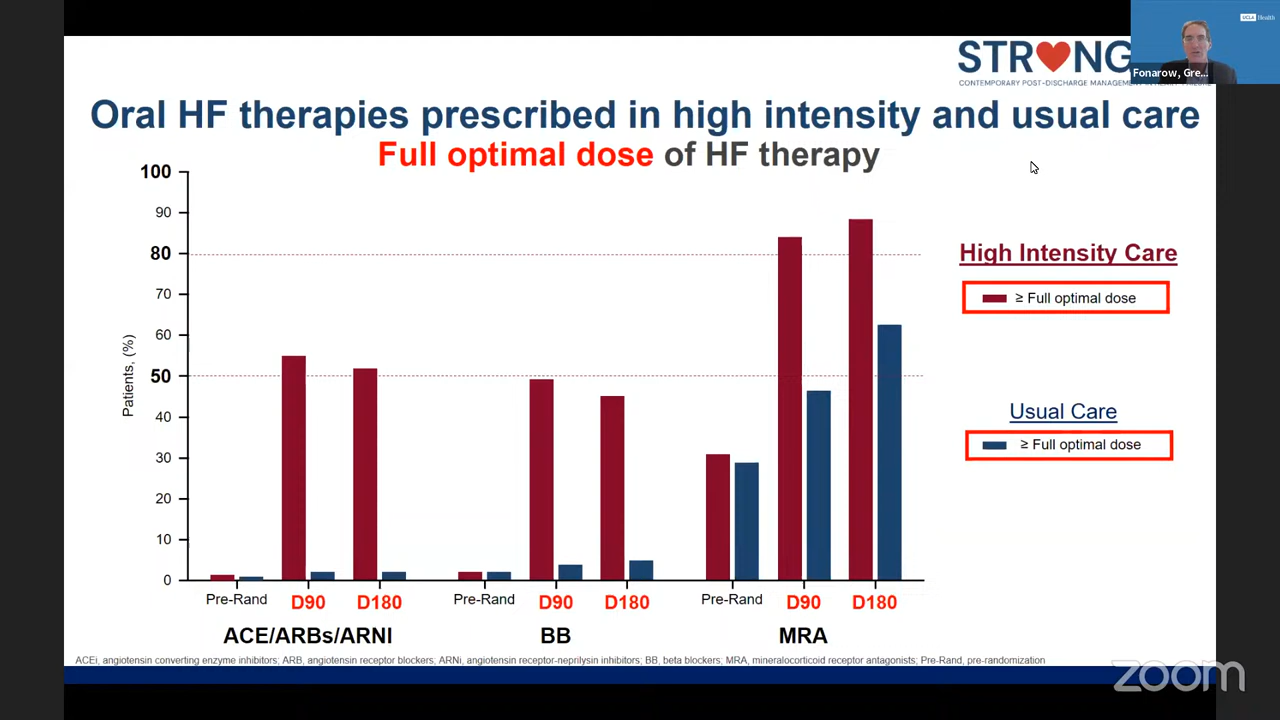 UCLA Health
STRONG
Fonarow, Gre...
CONTEMPORARY POST-DISCHARGE MANAGEMENT
Oral HF therapies prescribed in high intensity and usual care
Full optimal dose of HF therapy
100
90
80
70
60
50
40
30
20
10
0
Patients, (%)
High Intensity Care
≥ Full optimal dose
Usual Care
≥ Full optimal dose
Pre-Rand D90 D180 Pre-Rand D90 D180 Pre-Rand D90 D180
ACE/ARBs/ARNI BB MRA
ACEi, angiotensin converting enzyme inhibitors; ARB, angiotensin receptor blockers; ARNi, angiotensin receptor-neprilysin inhibitors; BB, beta blockers; MRA, mineralocorticoid receptor antagonists; Pre-Rand, pre-randomization
zoom